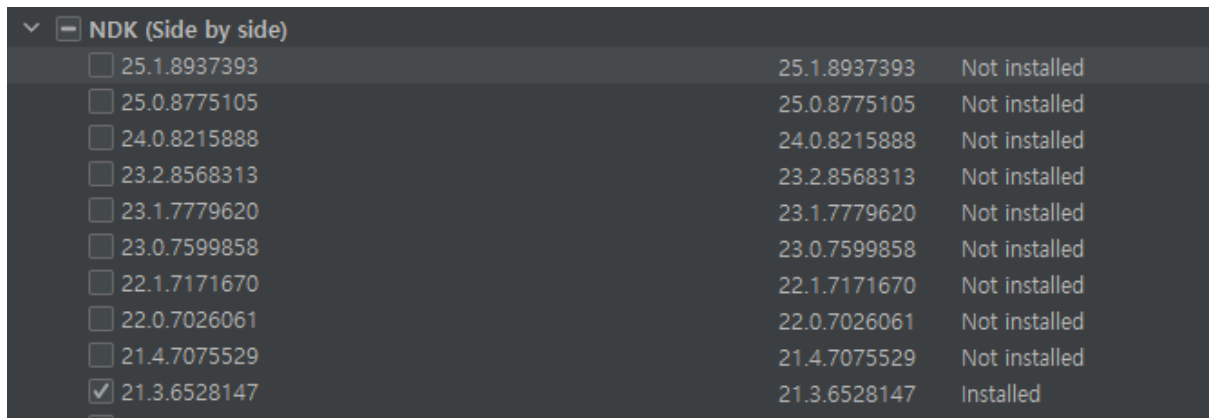 NDK (Side by side)
25.1.8937393 25.1.8937393 Not installed
25.0.8775105 25.0.8775105 Not installed
24.0.8215888 24.0.8215888 Not installed
23.2.8568313 23.2.8568313 Not installed
23.1.7779620 23.1.7779620 Not installed
23.0.7599858 23.0.7599858 Not installed
22.1.7171670 22.1.7171670 Not installed
22.0.7026061 22.0.7026061 Not installed
21.4.7075529 21.4.7075529 Not installed
21.3.6528147 21.3.6528147 Installed